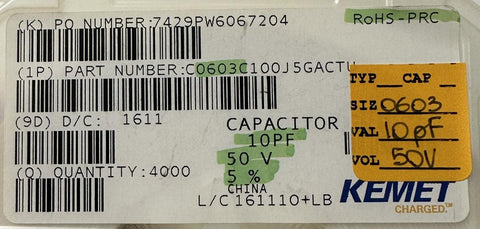 (K) PO NUMBER:7429PW6067204
RoHS-PRC
(1P) PART NUMBER:C0603C100J5GACTU
(9D) D/C: 1611
CAPACITOR
10PF
50 V
5 %
CHINA
(Q) QUANTITY:4000
L/C 161110+LB
KEMET
CHARGED.™
TYP CAP
SIZ 0603
VAL 10pF
VOL 50V